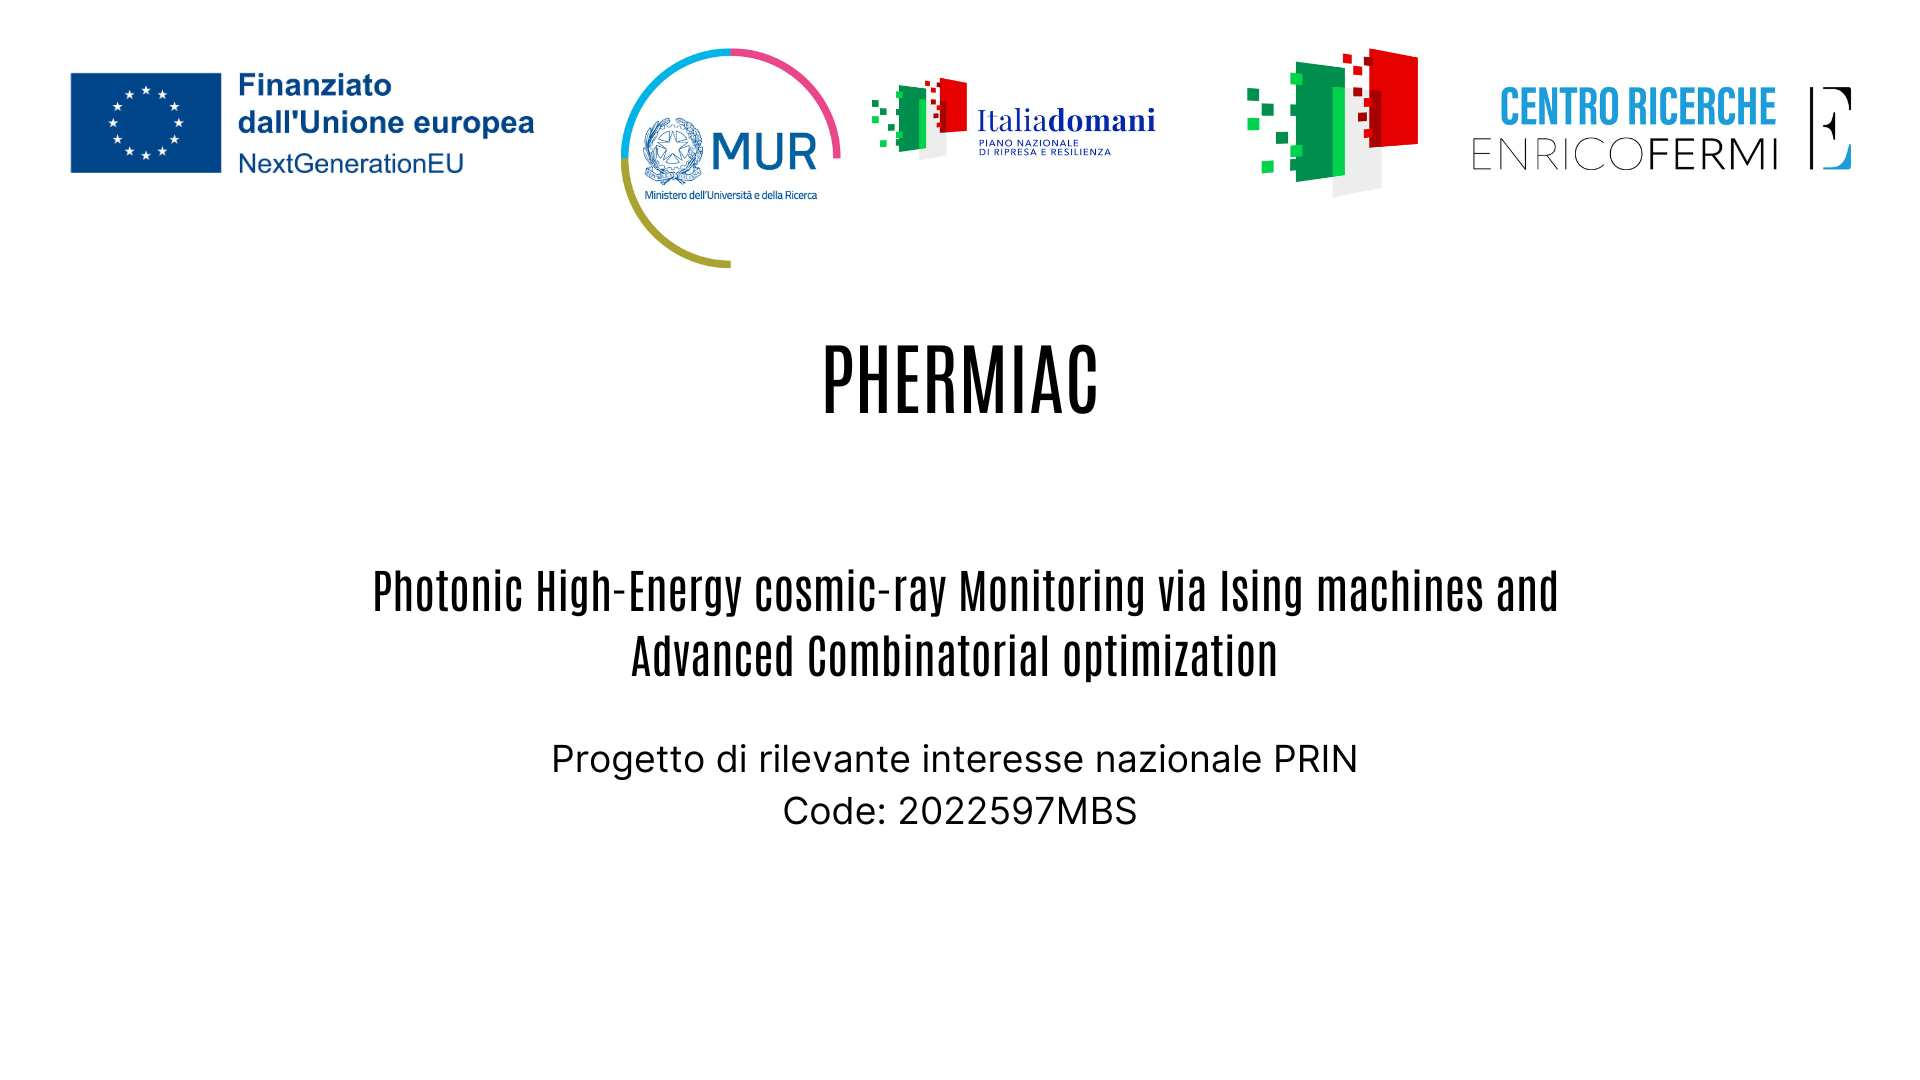 Finanziato
dall'Unione europea
NextGenerationEU
MUR
Ministero dell'Università e della Ricerca
Italiadomani
PIANO NAZIONALE
DI RIPRESA E RESILIENZA
CENTRO RICERCHE
ENRICOFERMI
E
PHERMIAC
Photonic High-Energy cosmic-ray Monitoring via Ising machines and
Advanced Combinatorial optimization
Progetto di rilevante interesse nazionale PRIN
Code: 2022597MBS